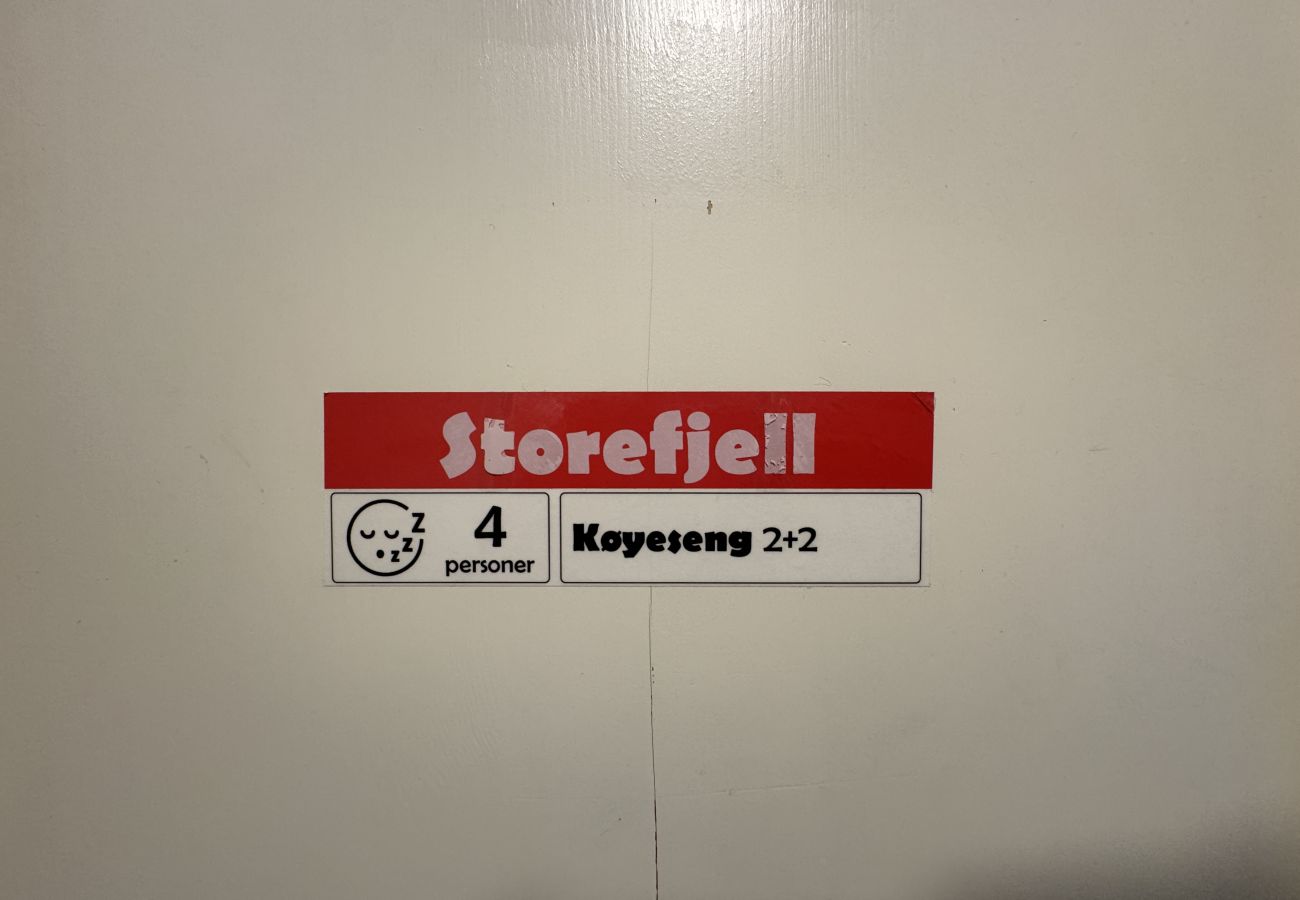 Storefjell
z
z
z
4
personer
Køyeseng 2+2